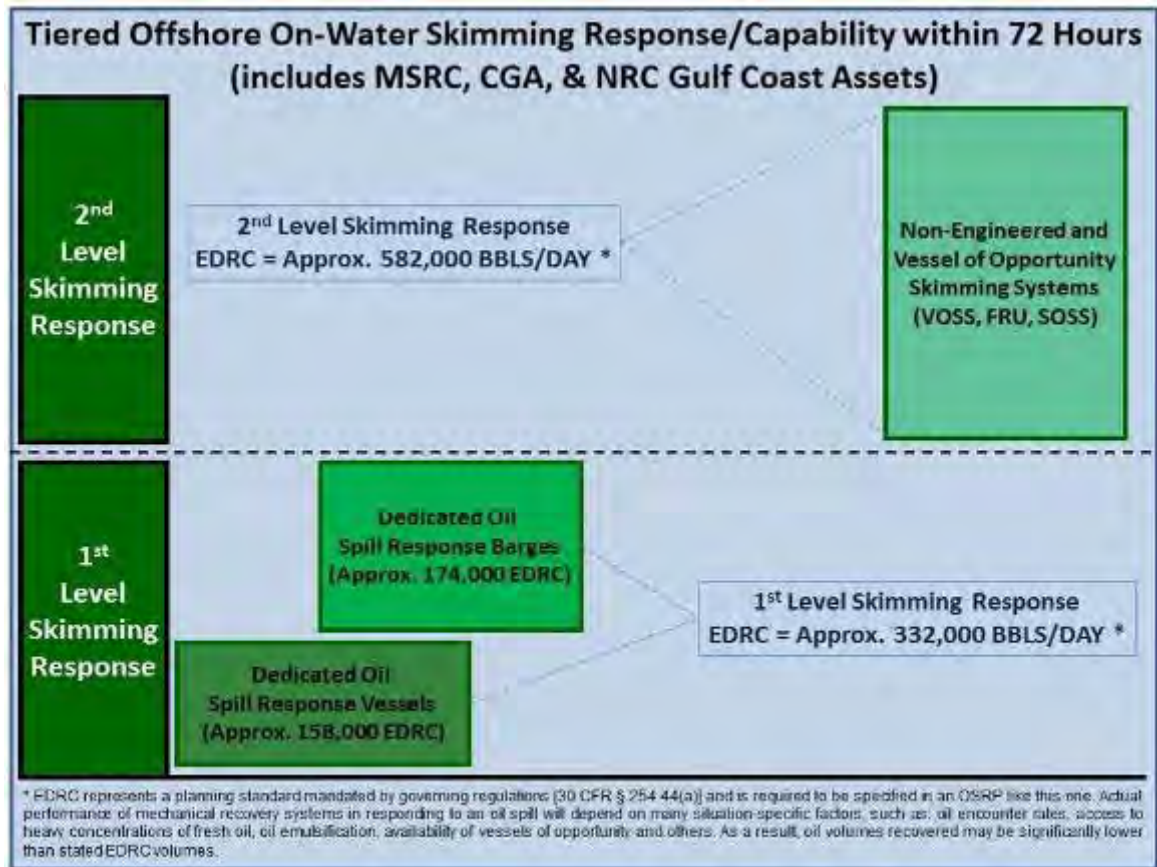 Tiered Offshore On-Water Skimming Response/Capability within 72 Hours
(includes MSRC, CGA, & NRC Gulf Coast Assets)
2nd
Level
Skimming
Response
2nd Level Skimming Response
EDRC = Approx. 582,000 BBLS/DAY *
Non-Engineered and
Vessel of Opportunity
Skimming Systems
(VOSS, FRU, SOSS)
1st
Level
Skimming
Response
Dedicated Oil
Spill Response Barges
(Approx. 174,000 EDRC)
1st Level Skimming Response
EDRC = Approx. 332,000 BBLS/DAY *
Dedicated Oil
Spill Response Vessels
(Approx. 158,000 EDRC)
* EDRC represents a planning standard mandated by governing regulations [30 CFR § 254.44(a)] and is required to be specified in an OSRP like this one. Actual
performance of mechanical recovery systems in responding to an oil spill will depend on many situation-specific factors, such as: oil encounter rates, access to
heavy concentrations of fresh oil, oil emulsification, availability of vessels of opportunity and others. As a result, oil volumes recovered may be significantly lower
than stated EDRC volumes.